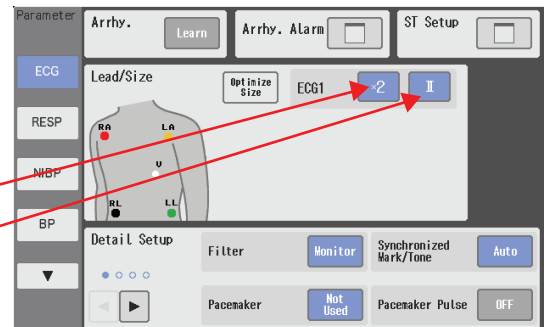 Parameter
ECG
RESP
NIBP
BP
Arrhy.
Learn
Arrhy. Alarm
ST Setup
Lead/Size
Optimize
Size
ECG1
×2
II
RA
LA
V
RL
LL
Detail Setup
Filter
Monitor
Synchronized
Mark/Tone
Auto
Pacemaker
Not
Used
Pacemaker Pulse
OFF